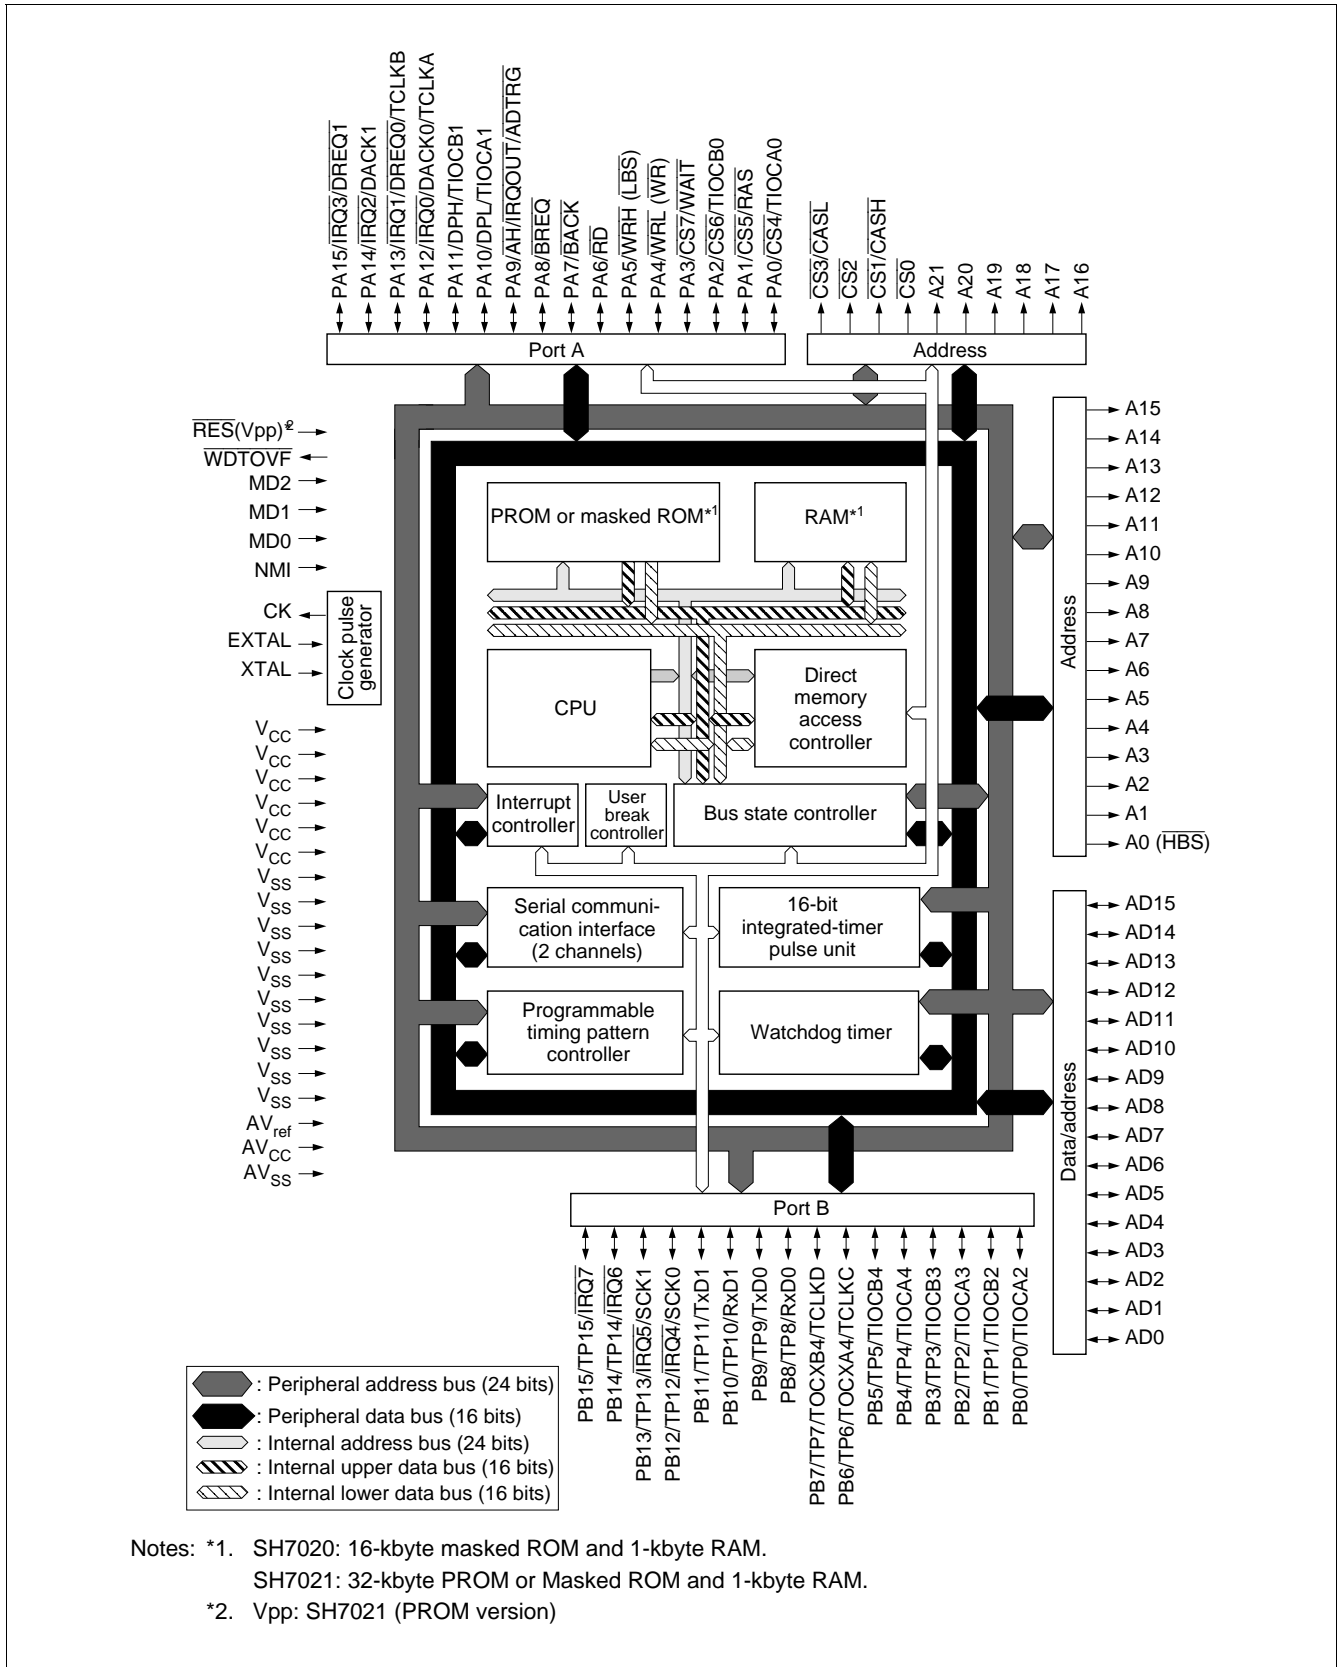 PA15/IRQ3/DREQ1
PA14/IRQ2/DACK1
PA13/IRQ1/DREQ0/TCLKB
PA12/IRQ0/DACK0/TCLKA
PA11/DPH/TIOCB1
PA10/DPL/TIOCA1
PA9/AH/IRQOUT/ADTRG
PA8/BREQ
PA7/BACK
PA6/RD
PA5/WRH (LBS)
PA4/WRL (WR)
PA3/CS7/WAIT
PA2/CS6/TIOCB0
PA1/CS5/RAS
PA0/CS4/TIOCA0
CS3/CASL
CS2
CS1/CASH
CS0
A21
A20
A19
A18
A17
A16
Port A
Address
RES(Vpp)*2
WDTOVF
MD2
MD1
MD0
NMI
CK
EXTAL
XTAL
Clock pulse
generator
VCC
VCC
VCC
VCC
VCC
VCC
VSS
VSS
VSS
VSS
VSS
VSS
VSS
VSS
VSS
VSS
AVref
AVCC
AVSS
PROM or masked ROM*1
RAM*1
CPU
Direct
memory
access
controller
Interrupt
controller
User
break
controller
Bus state controller
Serial communi-
cation interface
(2 channels)
16-bit
integrated-timer
pulse unit
Programmable
timing pattern
controller
Watchdog timer
Address
A15
A14
A13
A12
A11
A10
A9
A8
A7
A6
A5
A4
A3
A2
A1
A0 (HBS)
Data/address
AD15
AD14
AD13
AD12
AD11
AD10
AD9
AD8
AD7
AD6
AD5
AD4
AD3
AD2
AD1
AD0
Port B
PB15/TP15/IRQ7
PB14/TP14/IRQ6
PB13/TP13/IRQ5/SCK1
PB12/TP12/IRQ4/SCK0
PB11/TP11/TxD1
PB10/TP10/RxD1
PB9/TP9/TxD0
PB8/TP8/RxD0
PB7/TP7/TOCXB4/TCLKD
PB6/TP6/TOCXA4/TCLKC
PB5/TP5/TIOCB4
PB4/TP4/TIOCA4
PB3/TP3/TIOCB3
PB2/TP2/TIOCA3
PB1/TP1/TIOCB2
PB0/TP0/TIOCA2
: Peripheral address bus (24 bits)
: Peripheral data bus (16 bits)
: Internal address bus (24 bits)
: Internal upper data bus (16 bits)
: Internal lower data bus (16 bits)
Notes: *1. SH7020: 16-kbyte masked ROM and 1-kbyte RAM.
SH7021: 32-kbyte PROM or Masked ROM and 1-kbyte RAM.
*2. Vpp: SH7021 (PROM version)